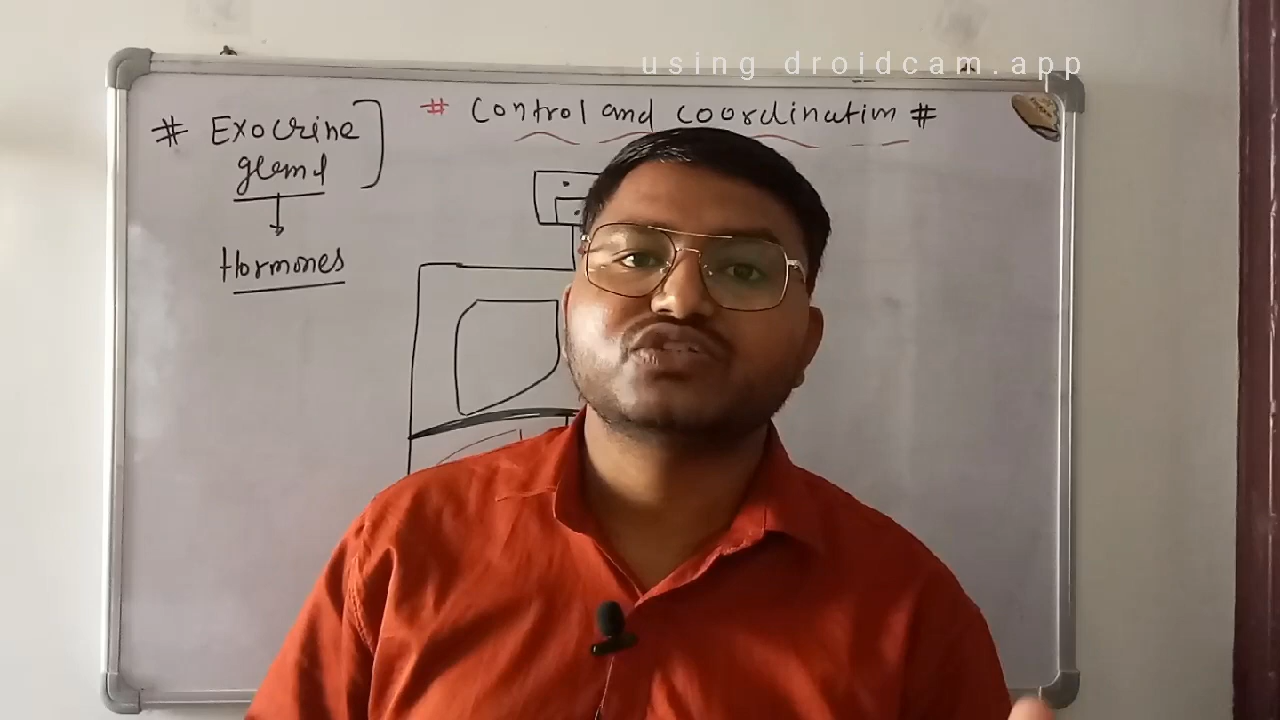 using droidcam.app
# Control and coordination #
# Exocrine
gland
Hormones